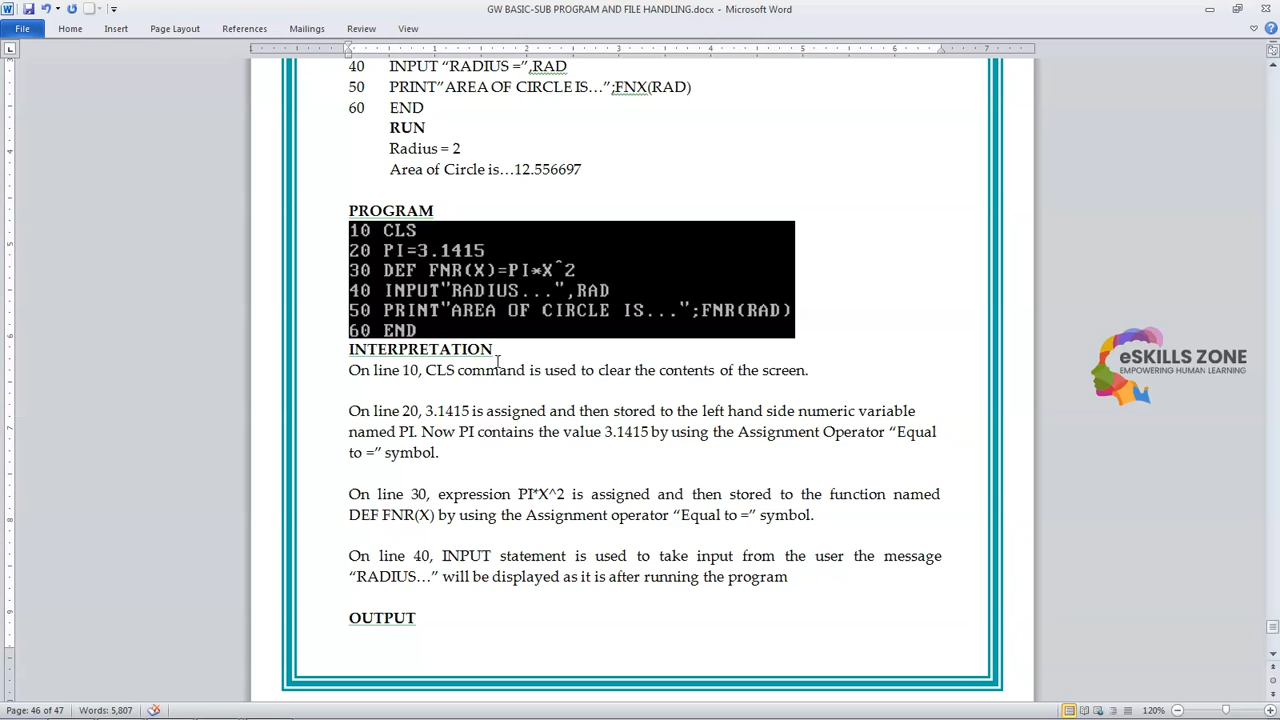 GW BASIC-SUB PROGRAM AND FILE HANDLING.docx - Microsoft Word
File Home Insert Page Layout References Mailings Review View
1 1 2 3 4 5 6 7
40 INPUT “RADIUS =”,RAD
50 PRINT”AREA OF CIRCLE IS…”;FNX(RAD)
60 END
RUN
Radius = 2
Area of Circle is…12.556697
PROGRAM
10 CLS
20 PI=3.1415
30 DEF FNR(X)=PI*X^2
40 INPUT"RADIUS...",RAD
50 PRINT"AREA OF CIRCLE IS...";FNR(RAD)
60 END
INTERPRETATION
On line 10, CLS command is used to clear the contents of the screen.
eSKILLS ZONE
EMPOWERING HUMAN LEARNING
On line 20, 3.1415 is assigned and then stored to the left hand side numeric variable
named PI. Now PI contains the value 3.1415 by using the Assignment Operator “Equal
to =” symbol.
On line 30, expression PI*X^2 is assigned and then stored to the function named
DEF FNR(X) by using the Assignment operator “Equal to =” symbol.
On line 40, INPUT statement is used to take input from the user the message
“RADIUS…” will be displayed as it is after running the program
OUTPUT
Page: 46 of 47 Words: 5,807 120%